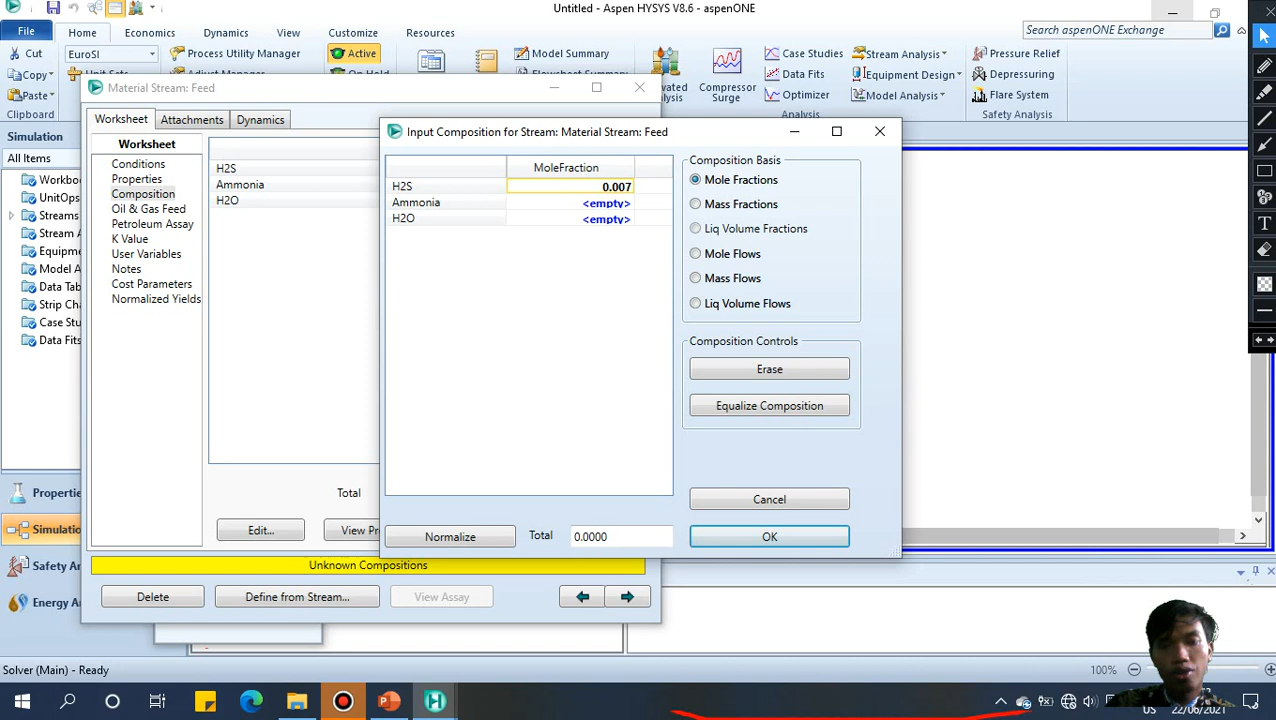 Untitled - Aspen HYSYS V8.6 - aspenONE
File
Home
Economics
Dynamics
View
Customize
Resources
Search aspenONE Exchange
Cut
EuroSI
Process Utility Manager
Active
Model Summary
Case Studies
Stream Analysis
Pressure Relief
Copy
Compressor
Surge
Data Fits
Equipment Design
Depressuring
Paste
Model Analysis
Flare System
Clipboard
Analysis
Safety Analysis
Simulation
All Items
UnitOps
Streams
Material Stream: Feed
Worksheet
Attachments
Dynamics
Worksheet
Conditions
Properties
Composition
Oil & Gas Feed
Petroleum Assay
K Value
User Variables
Notes
Cost Parameters
Normalized Yields
H2S
Ammonia
H2O
Total
Edit...
Unknown Compositions
Delete
Define from Stream...
View Assay
Input Composition for Stream: Material Stream: Feed
MoleFraction
H2S 0.007
Ammonia <empty>
H2O <empty>
Normalize
Total 0.0000
Composition Basis
Mole Fractions
Mass Fractions
Liq Volume Fractions
Mole Flows
Mass Flows
Liq Volume Flows
Composition Controls
Erase
Equalize Composition
Cancel
OK
Solver (Main) - Ready
100%
US
22/06/2021